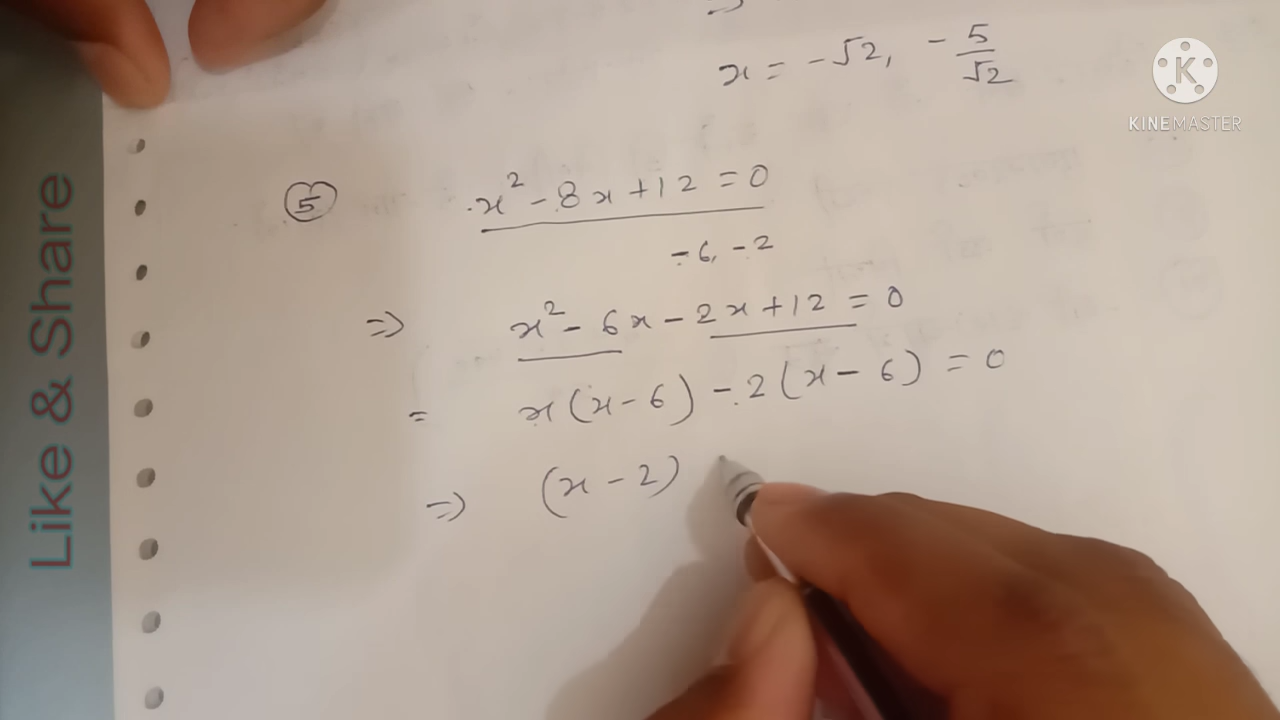 x = -√2, -5/√2
KINEMASTER
Like & Share
⑤ x² - 8x + 12 = 0
-6, -2
⇒ x² - 6x - 2x + 12 = 0
= x(x - 6) - 2(x - 6) = 0
⇒ (x - 2)